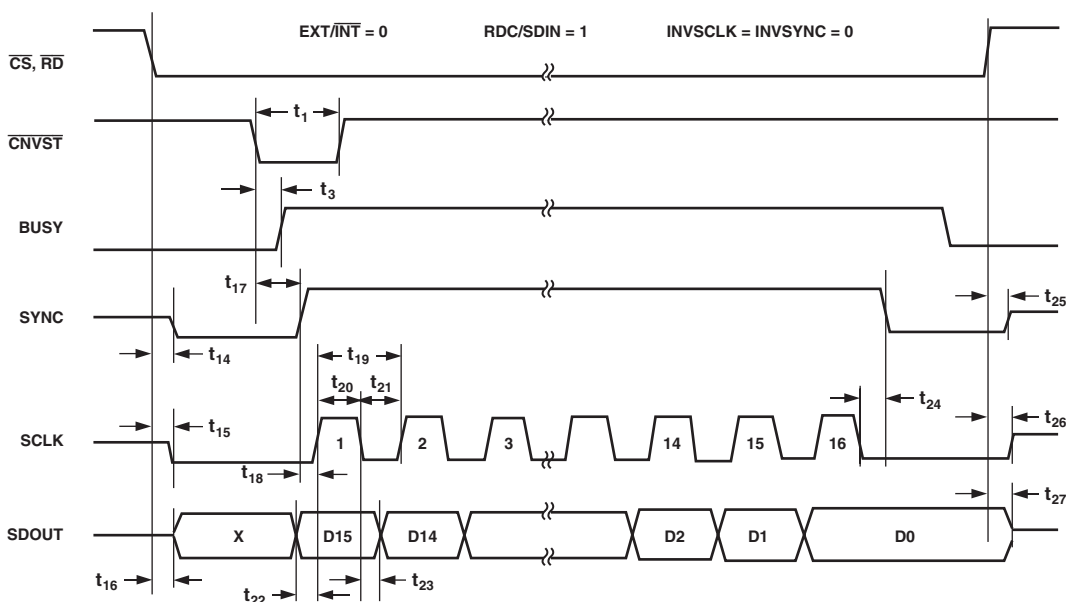 EXT/INT = 0 RDC/SDIN = 1 INVSCLK = INVSYNC = 0
CS, RD
t1
CNVST
t3
BUSY
t17
SYNC
t25
t14
t19
t20 t21
t24
t15
t26
SCLK
1 2 3 14 15 16
t18
t27
SDOUT
X D15 D14 D2 D1 D0
t16
t23
t22